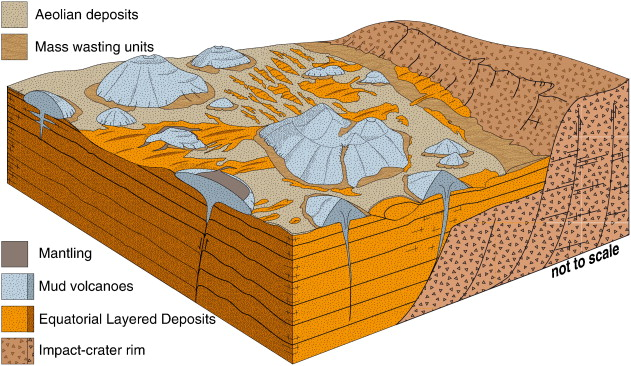 Aeolian deposits
Mass wasting units
Mantling
Mud volcanoes
Equatorial Layered Deposits
Impact-crater rim
not to scale